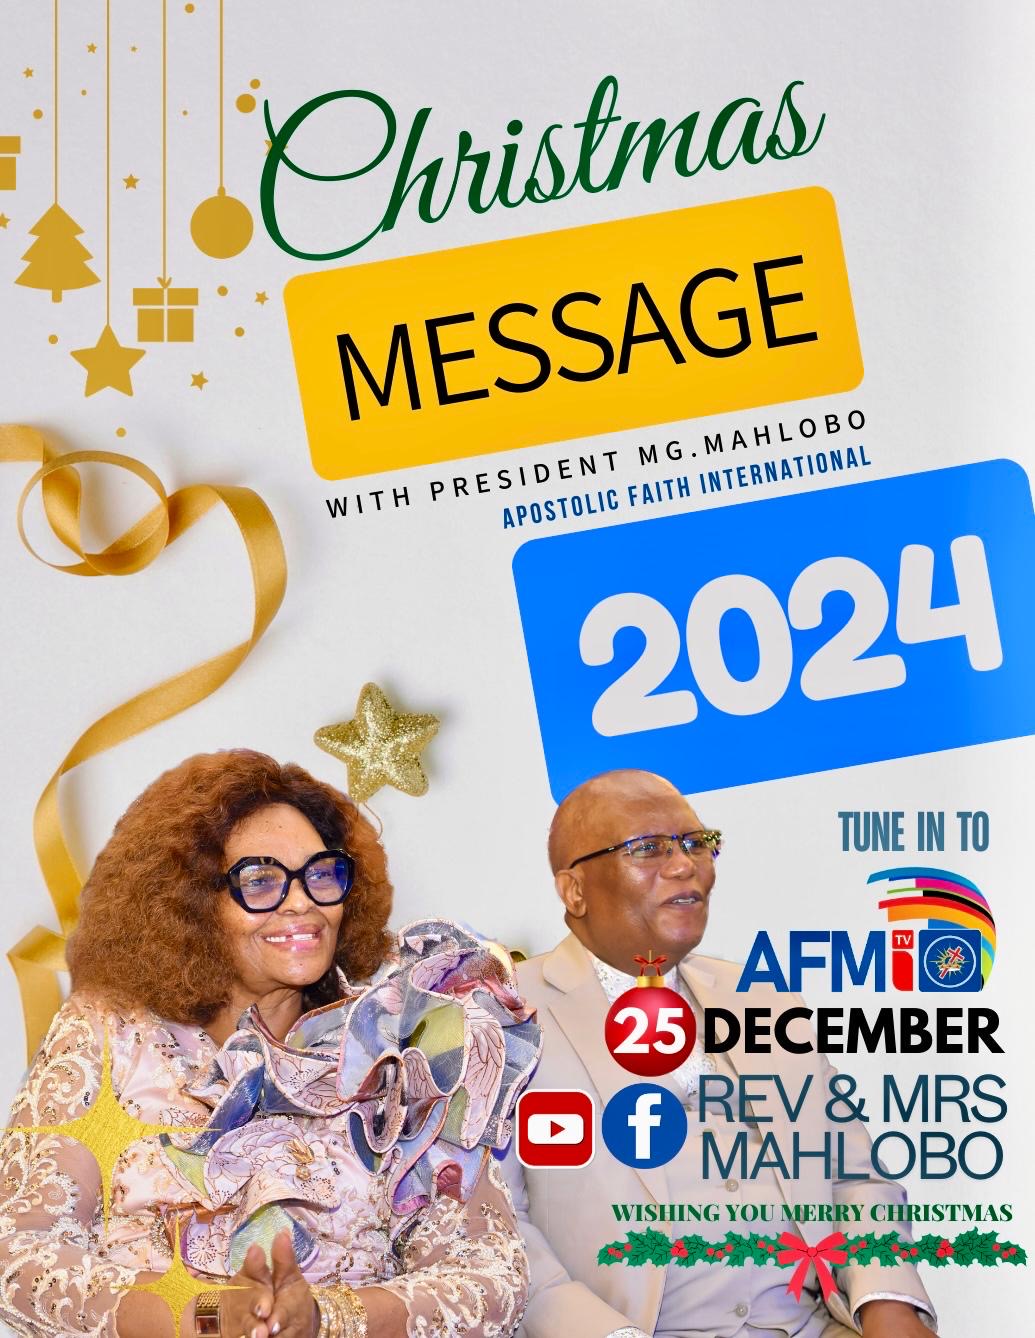 Christmas
MESSAGE
WITH PRESIDENT MG.MAHLOBO
APOSTOLIC FAITH INTERNATIONAL
2024
TUNE IN TO
AFMi
TV
25 DECEMBER
f
REV & MRS
MAHLOBO
WISHING YOU MERRY CHRISTMAS